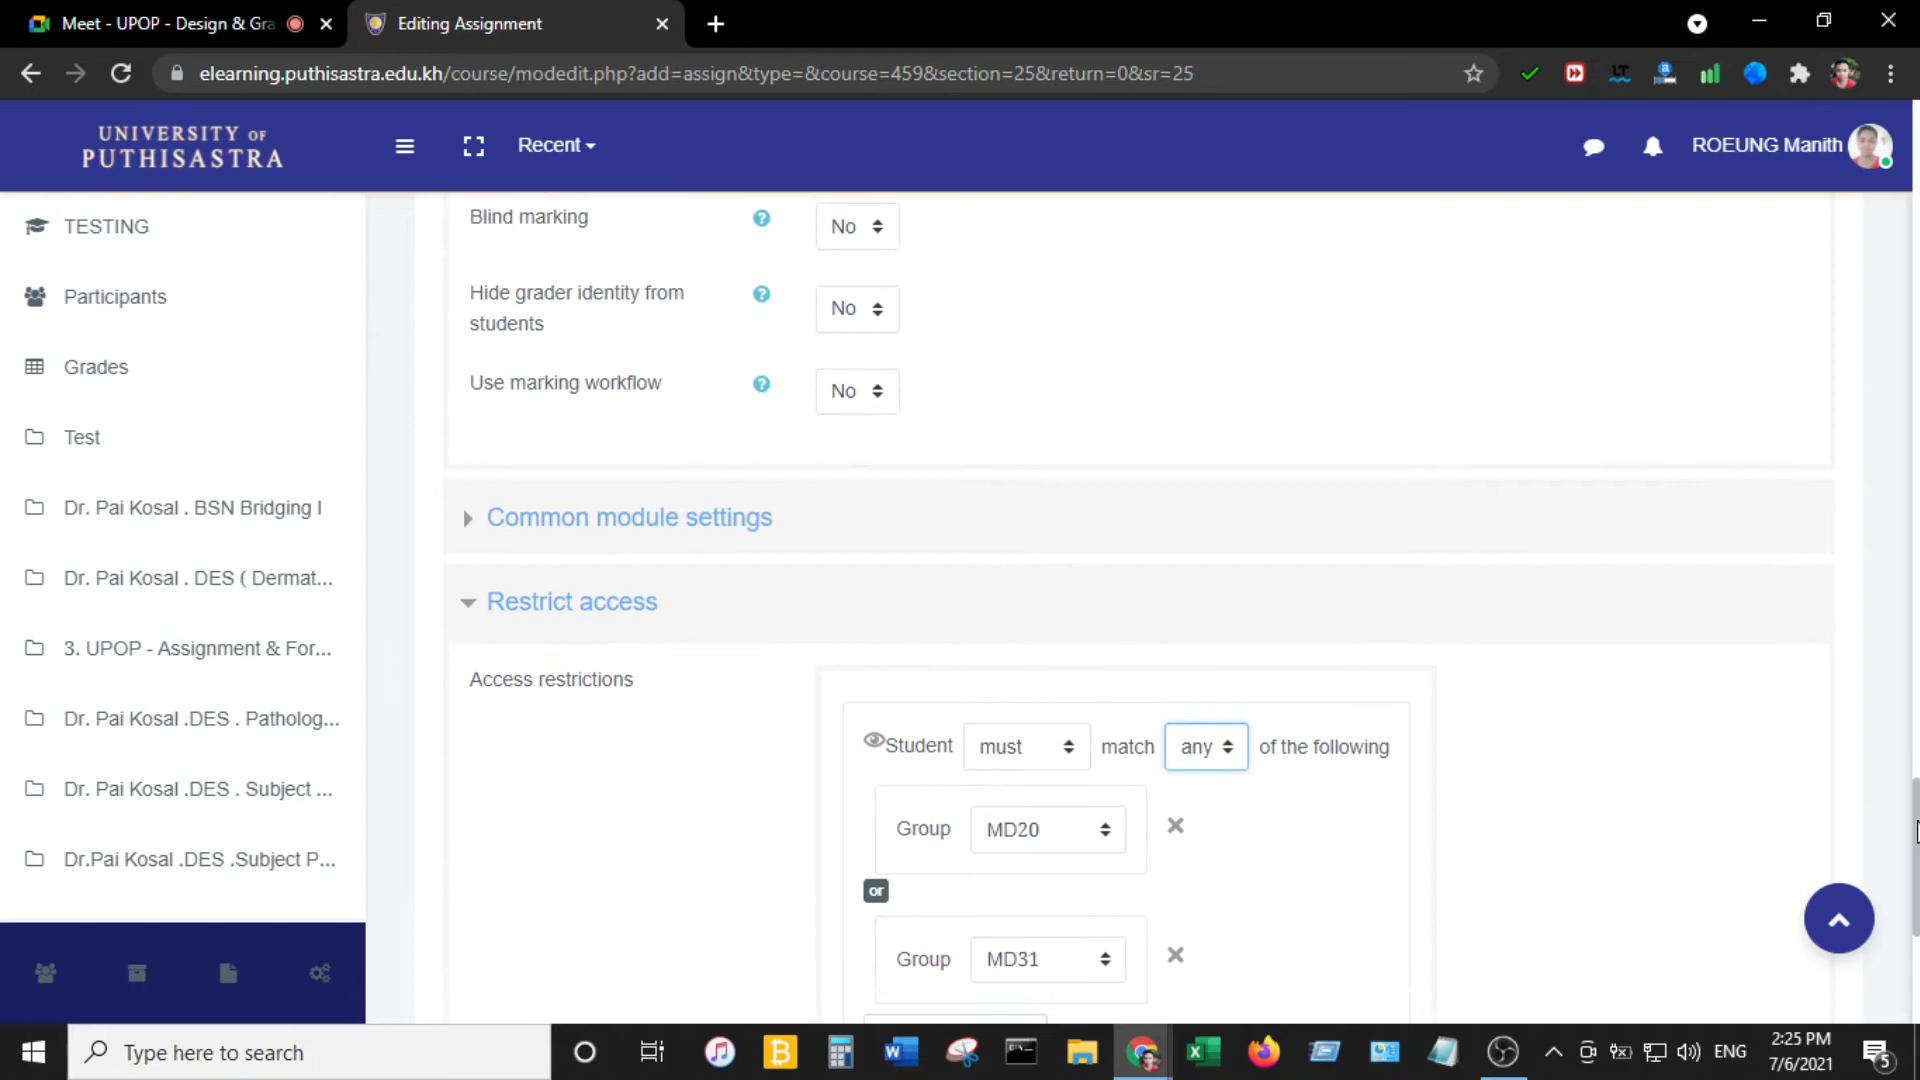 Meet - UPOP - Design & Gra
Editing Assignment
elearning.puthisastra.edu.kh/course/modedit.php?add=assign&type=&course=459&section=25&return=0&sr=25
UNIVERSITY OF
PUTHISASTRA
Recent
ROEUNG Manith
TESTING
Participants
Grades
Test
Dr. Pai Kosal . BSN Bridging I
Dr. Pai Kosal . DES ( Dermat...
3. UPOP - Assignment & For...
Dr. Pai Kosal .DES . Patholog...
Dr. Pai Kosal .DES . Subject ...
Dr.Pai Kosal .DES .Subject P...
Blind marking
No
Hide grader identity from
students
No
Use marking workflow
No
Common module settings
Restrict access
Access restrictions
Student must match any of the following
Group MD20
or
Group MD31
Type here to search
ENG
2:25 PM
7/6/2021
5